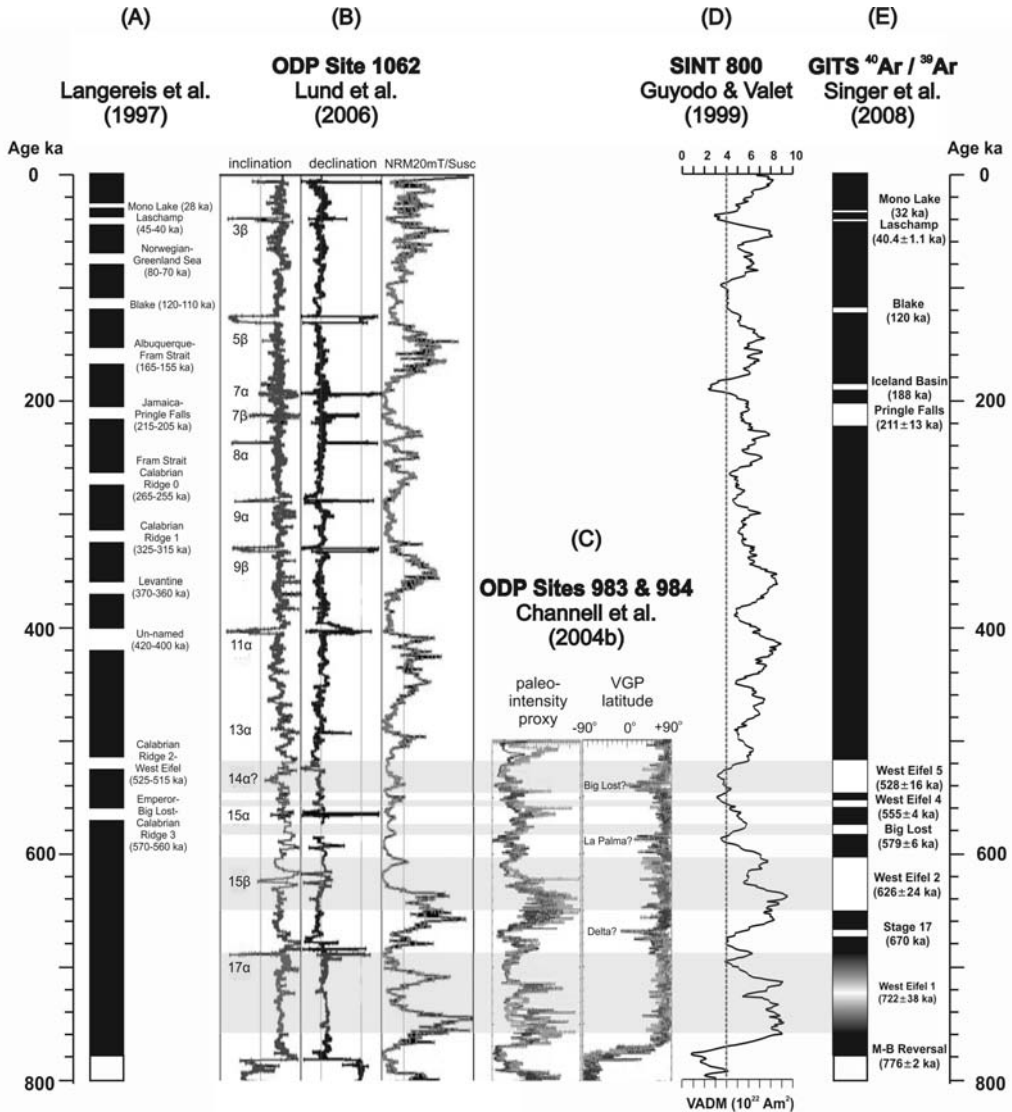 (A)
(B)
(D)
(E)
ODP Site 1062
Lund et al.
(2006)
Langereis et al.
(1997)
SINT 800
Guyodo & Valet
(1999)
GITS ⁴⁰Ar / ³⁹Ar
Singer et al.
(2008)
Age ka
inclination
declination
NRM20mT/Susc
0 2 4 6 8 10
Age ka
0
200
400
600
800
Mono Lake (28 ka)
Laschamp
(45-40 ka)
Norwegian-
Greenland Sea
(80-70 ka)
Blake (120-110 ka)
Albuquerque-
Fram Strait
(165-155 ka)
Jamaica-
Pringle Falls
(215-205 ka)
Fram Strait
Calabrian
Ridge 0
(265-255 ka)
Calabrian
Ridge 1
(325-315 ka)
Levantine
(370-360 ka)
Un-named
(420-400 ka)
Calabrian
Ridge 2-
West Eifel
(525-515 ka)
Emperor-
Big Lost-
Calabrian
Ridge 3
(570-560 ka)
3β
5β
7α
7β
8α
9α
9β
11α
13α
14α?
15α
15β
17α
(C)
ODP Sites 983 & 984
Channell et al.
(2004b)
paleo-
intensity
proxy
VGP
latitude
-90° 0° +90°
Big Lost?
La Palma?
Delta?
VADM (10²² Am²)
Mono Lake
(32 ka)
Laschamp
(40.4±1.1 ka)
Blake
(120 ka)
Iceland Basin
(188 ka)
Pringle Falls
(211±13 ka)
West Eifel 5
(528±16 ka)
West Eifel 4
(555±4 ka)
Big Lost
(579±6 ka)
West Eifel 2
(626±24 ka)
Stage 17
(670 ka)
West Eifel 1
(722±38 ka)
M-B Reversal
(776±2 ka)
0
200
400
600
800